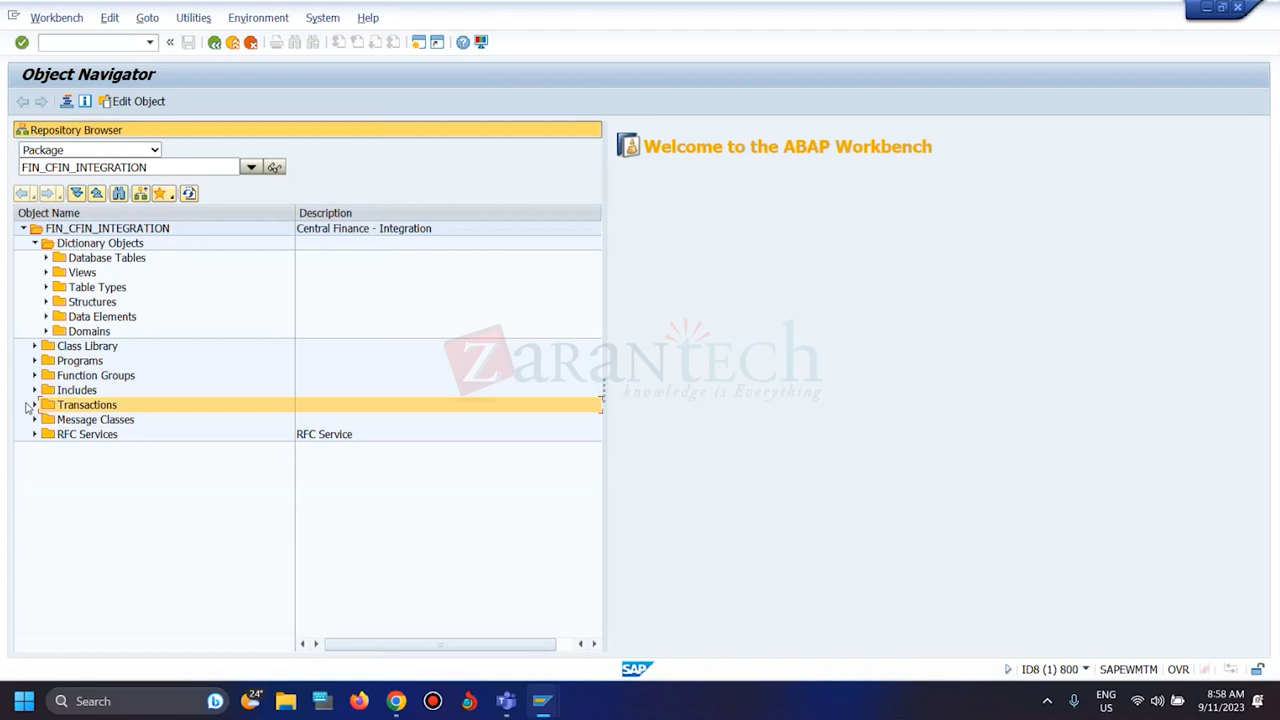 Workbench Edit Goto Utilities Environment System Help
Object Navigator
Edit Object
Repository Browser
Package
FIN_CFIN_INTEGRATION
Welcome to the ABAP Workbench
Object Name Description
FIN_CFIN_INTEGRATION Central Finance - Integration
Dictionary Objects
Database Tables
Views
Table Types
Structures
Data Elements
Domains
Class Library
Programs
Function Groups
Includes
Transactions
Message Classes
RFC Services RFC Service
zarantech
knowledge is Everything
SAP ID8 (1) 800 SAPEWMTM OVR
Search 24° ENG US 8:58 AM 9/11/2023